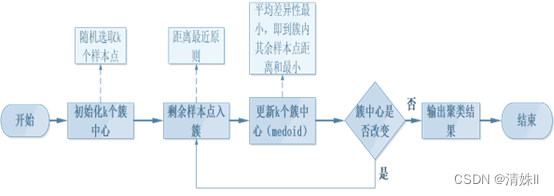 随机选取k
个样本点
距离最近原
则
平均差异性最
小，即到簇内
其余样本点距
离和最小
开始
初始化k个簇
中心
剩余样本点入
簇
更新k个簇中
心（medoid）
簇中心是
否改变
否
是
输出聚类结
果
结束
CSDN @清姝II